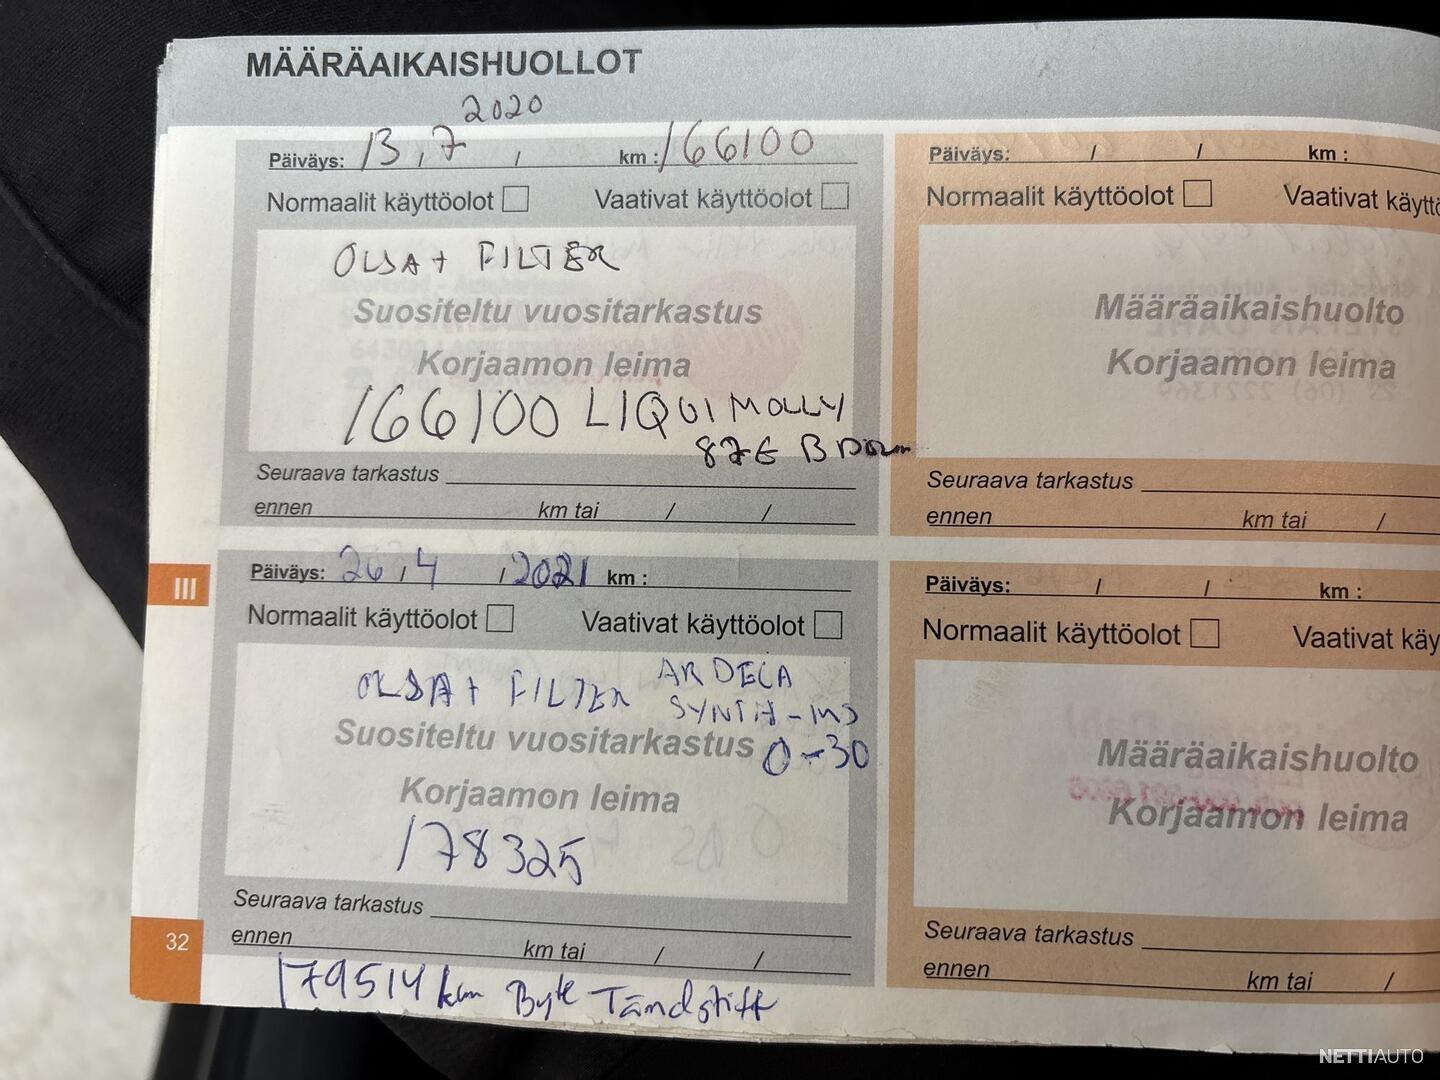 MÄÄRÄAIKAISHUOLLOT
2020
Päiväys: 13,7 , km : 166100
Normaalit käyttöolot Vaativat käyttöolot
OLJA + FILTER
Suositeltu vuositarkastus
Korjaamon leima
166100 LIQUI MOLLY
Seuraava tarkastus
ennen km tai / /
Päiväys: / / km :
Normaalit käyttöolot Vaativat käyttö
Määräaikaishuolto
Korjaamon leima
Seuraava tarkastus
ennen km tai /
III
Päiväys: 26,4 ,2021 km :
Normaalit käyttöolot Vaativat käyttöolot
OLJA + FILTER ARDECA
SYNTH-
Suositeltu vuositarkastus 0-30
Korjaamon leima
178325
Seuraava tarkastus
ennen km tai / /
Päiväys: / / km :
Normaalit käyttöolot Vaativat käy
Määräaikaishuolto
Korjaamon leima
Seuraava tarkastus
ennen km tai /
32
179514 km Byte Tändstift
NETTIAUTO